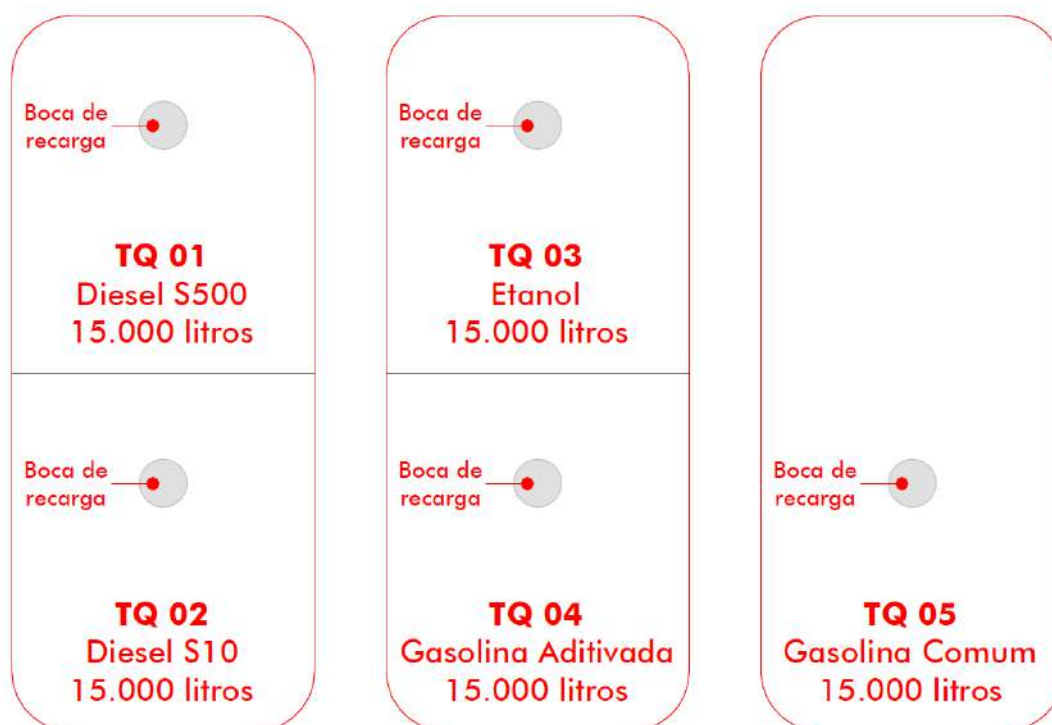 Boca de
recarga
TQ 01
Diesel S500
15.000 litros
Boca de
recarga
TQ 03
Etanol
15.000 litros
Boca de
recarga
TQ 02
Diesel S10
15.000 litros
Boca de
recarga
TQ 04
Gasolina Aditivada
15.000 litros
Boca de
recarga
TQ 05
Gasolina Comum
15.000 litros